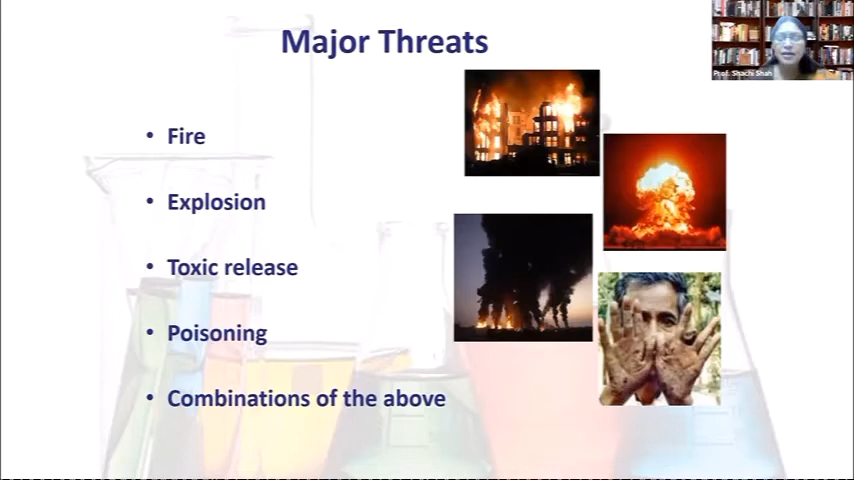 Major Threats
Prof. Shachi Shah
• Fire
• Explosion
• Toxic release
• Poisoning
• Combinations of the above